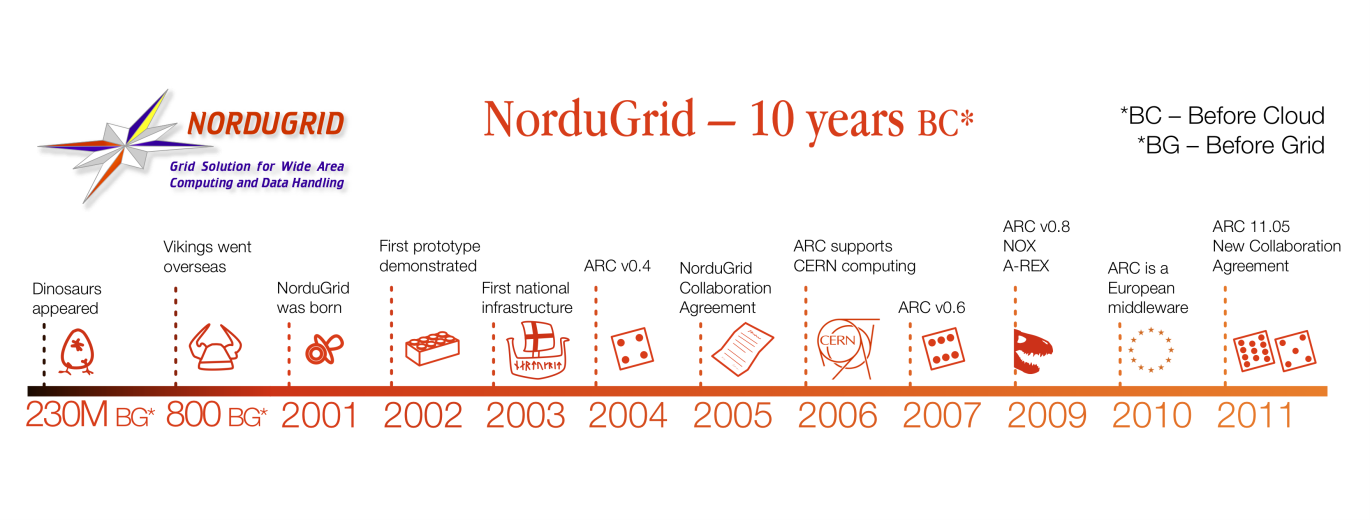 NORDUGRID
Grid Solution for Wide Area
Computing and Data Handling
NorduGrid – 10 years BC*
*BC – Before Cloud
*BG – Before Grid
Dinosaurs
appeared
Vikings went
overseas
NorduGrid
was born
First prototype
demonstrated
First national
infrastructure
ARC v0.4
NorduGrid
Collaboration
Agreement
ARC supports
CERN computing
CERN
ARC v0.6
ARC v0.8
NOX
A-REX
ARC is a
European
middleware
ARC 11.05
New Collaboration
Agreement
230M BG*
800 BG*
2001
2002
2003
2004
2005
2006
2007
2009
2010
2011